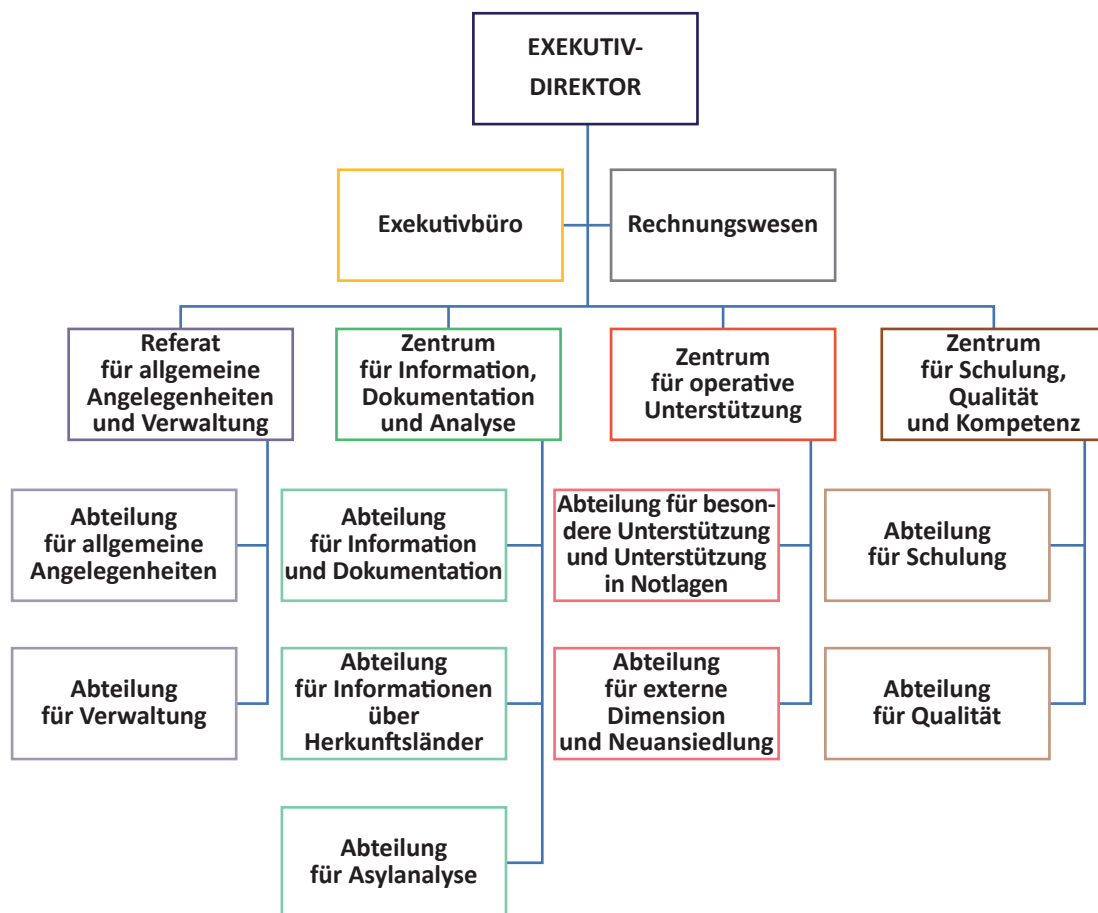 EXEKUTIV-
DIREKTOR
Exekutivbüro
Rechnungswesen
Referat
für allgemeine
Angelegenheiten
und Verwaltung
Zentrum
für Information,
Dokumentation
und Analyse
Zentrum
für operative
Unterstützung
Zentrum
für Schulung,
Qualität
und Kompetenz
Abteilung
für allgemeine
Angelegenheiten
Abteilung
für Information
und Dokumentation
Abteilung für beson-
dere Unterstützung
und Unterstützung
in Notlagen
Abteilung
für Schulung
Abteilung
für Verwaltung
Abteilung
für Informationen
über
Herkunftsländer
Abteilung
für externe
Dimension
und Neuansiedlung
Abteilung
für Qualität
Abteilung
für Asylanalyse